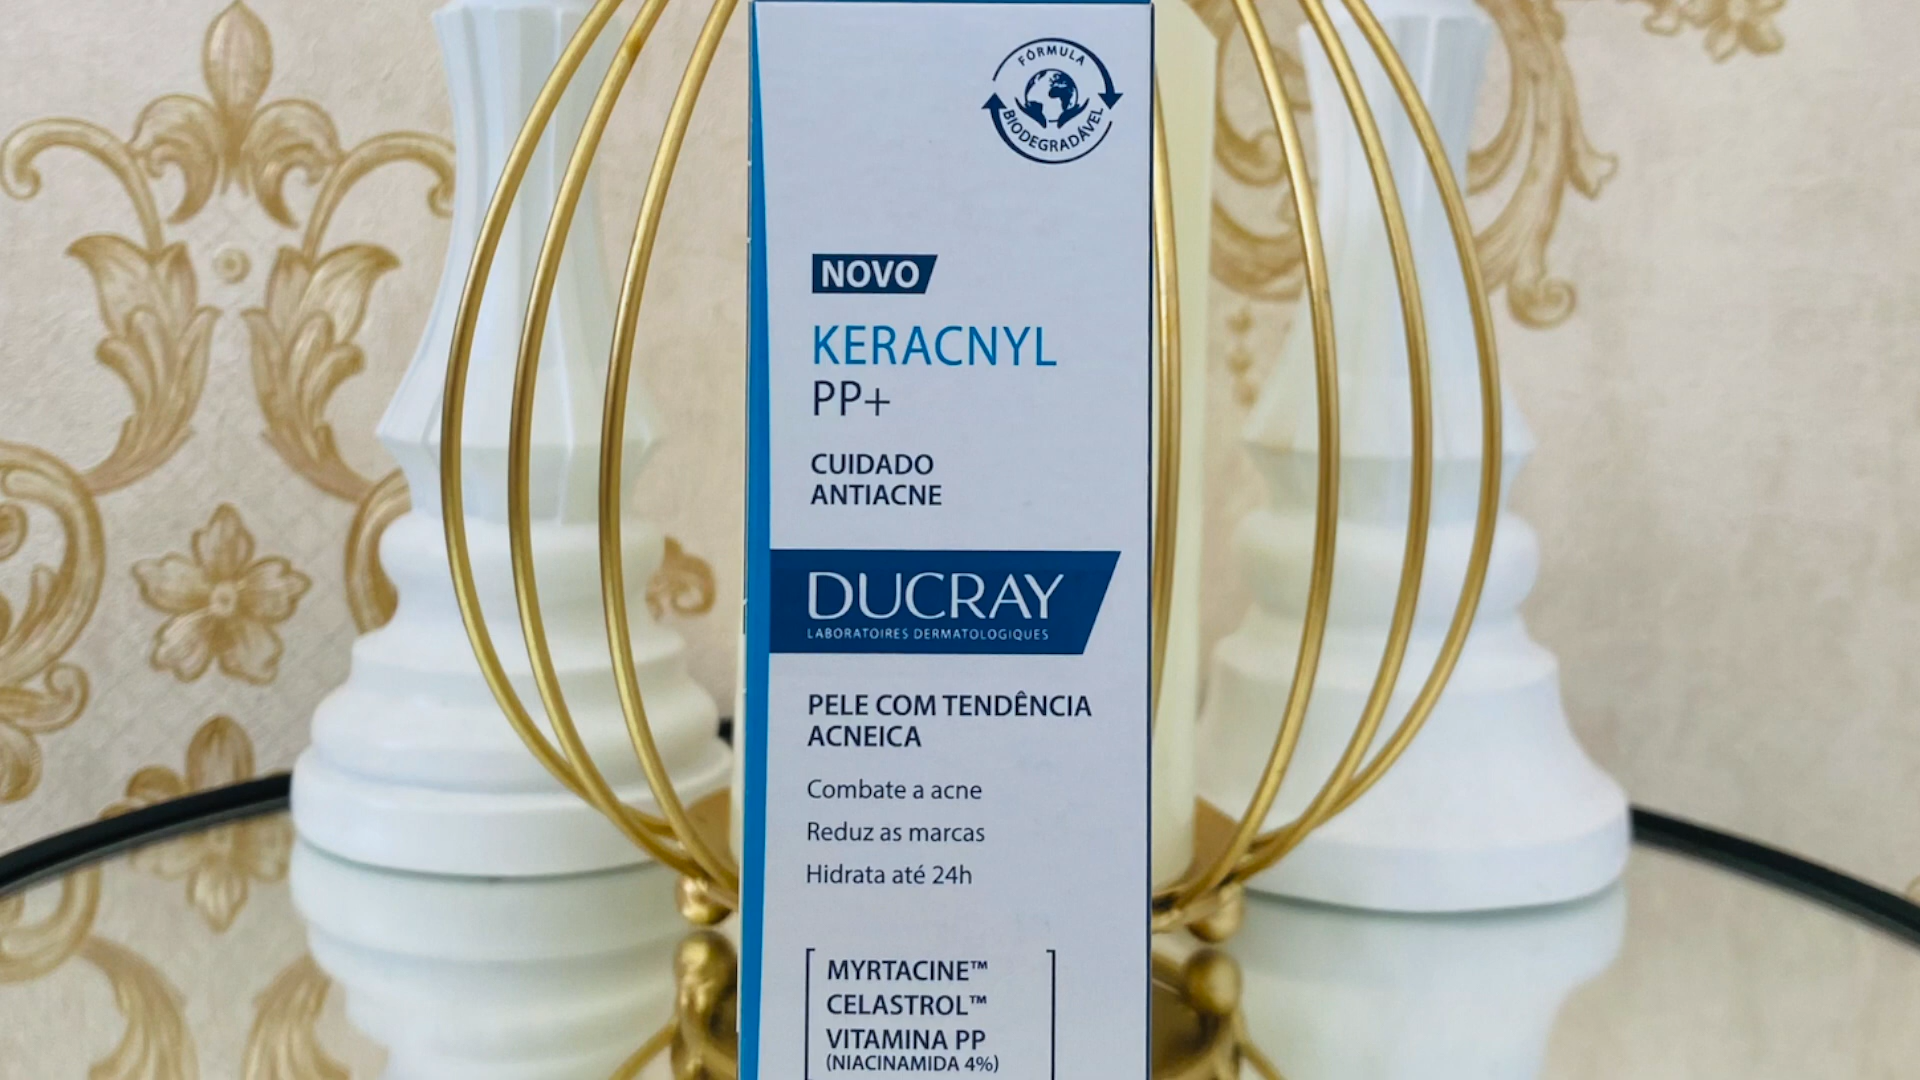 FÓRMULA
BIODEGRADÁVEL
NOVO
KERACNYL
PP+
CUIDADO
ANTIACNE
DUCRAY
LABORATOIRES DERMATOLOGIQUES
PELE COM TENDÊNCIA
ACNEICA
Combate a acne
Reduz as marcas
Hidrata até 24h
MYRTACINE™
CELASTROL™
VITAMINA PP
(NIACINAMIDA 4%)